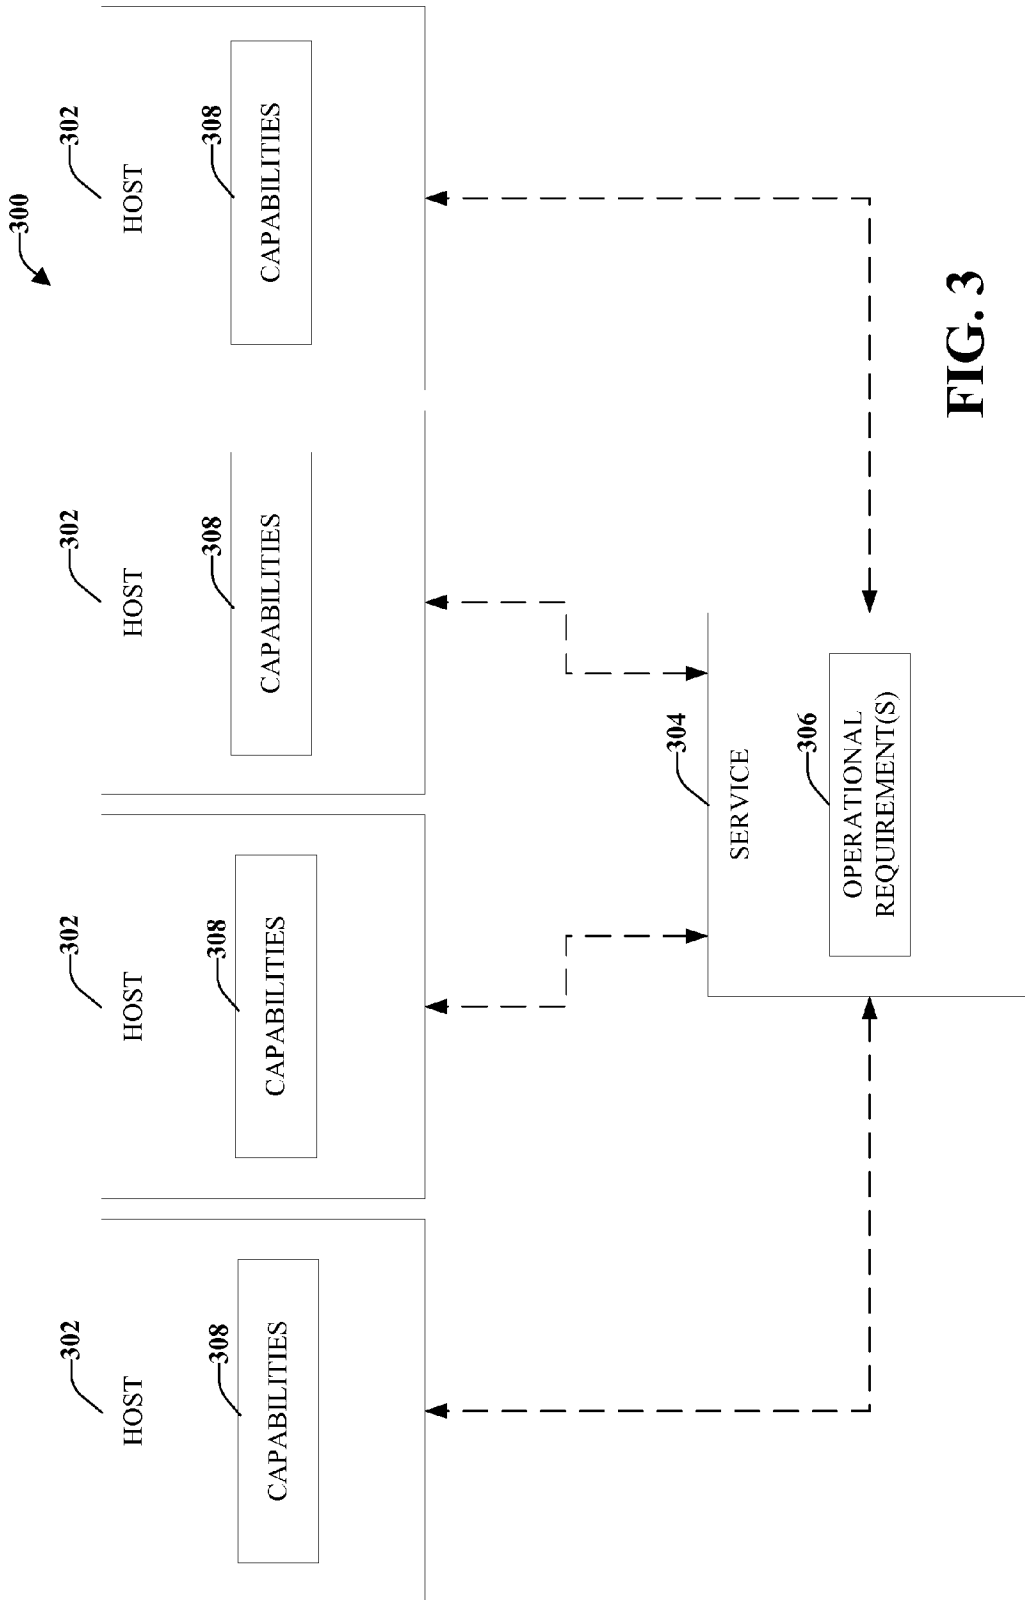 300
302
HOST
308
CAPABILITIES
302
HOST
308
CAPABILITIES
302
HOST
308
CAPABILITIES
302
HOST
308
CAPABILITIES
304
SERVICE
306
OPERATIONAL
REQUIREMENT(S)
FIG. 3